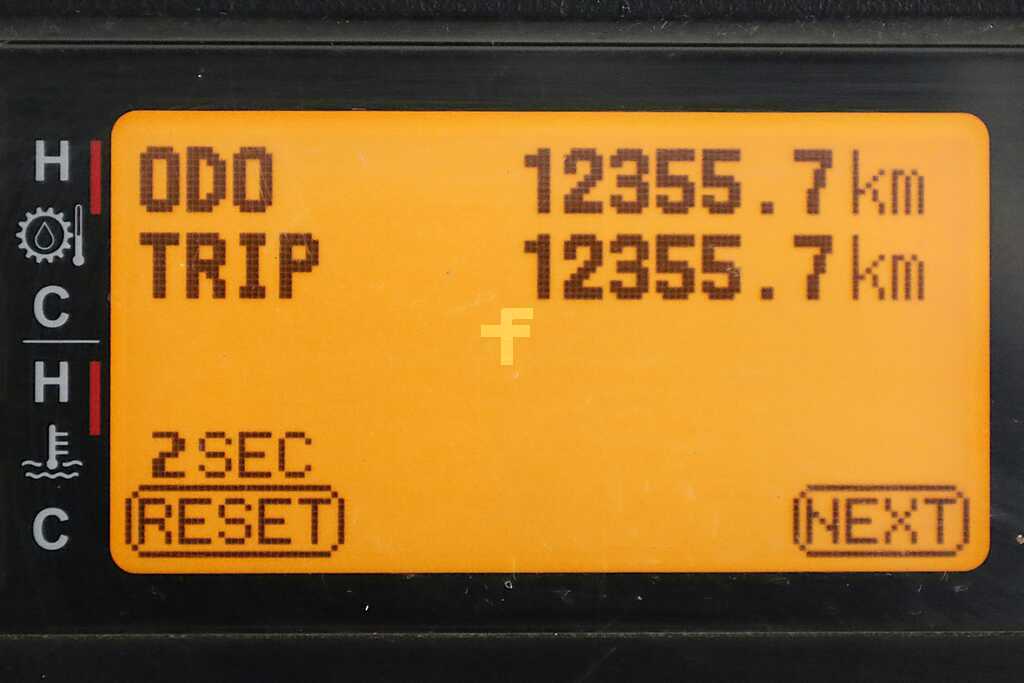 H
C
H
C
ODO 12355.7 km
TRIP 12355.7 km
2 SEC
RESET NEXT